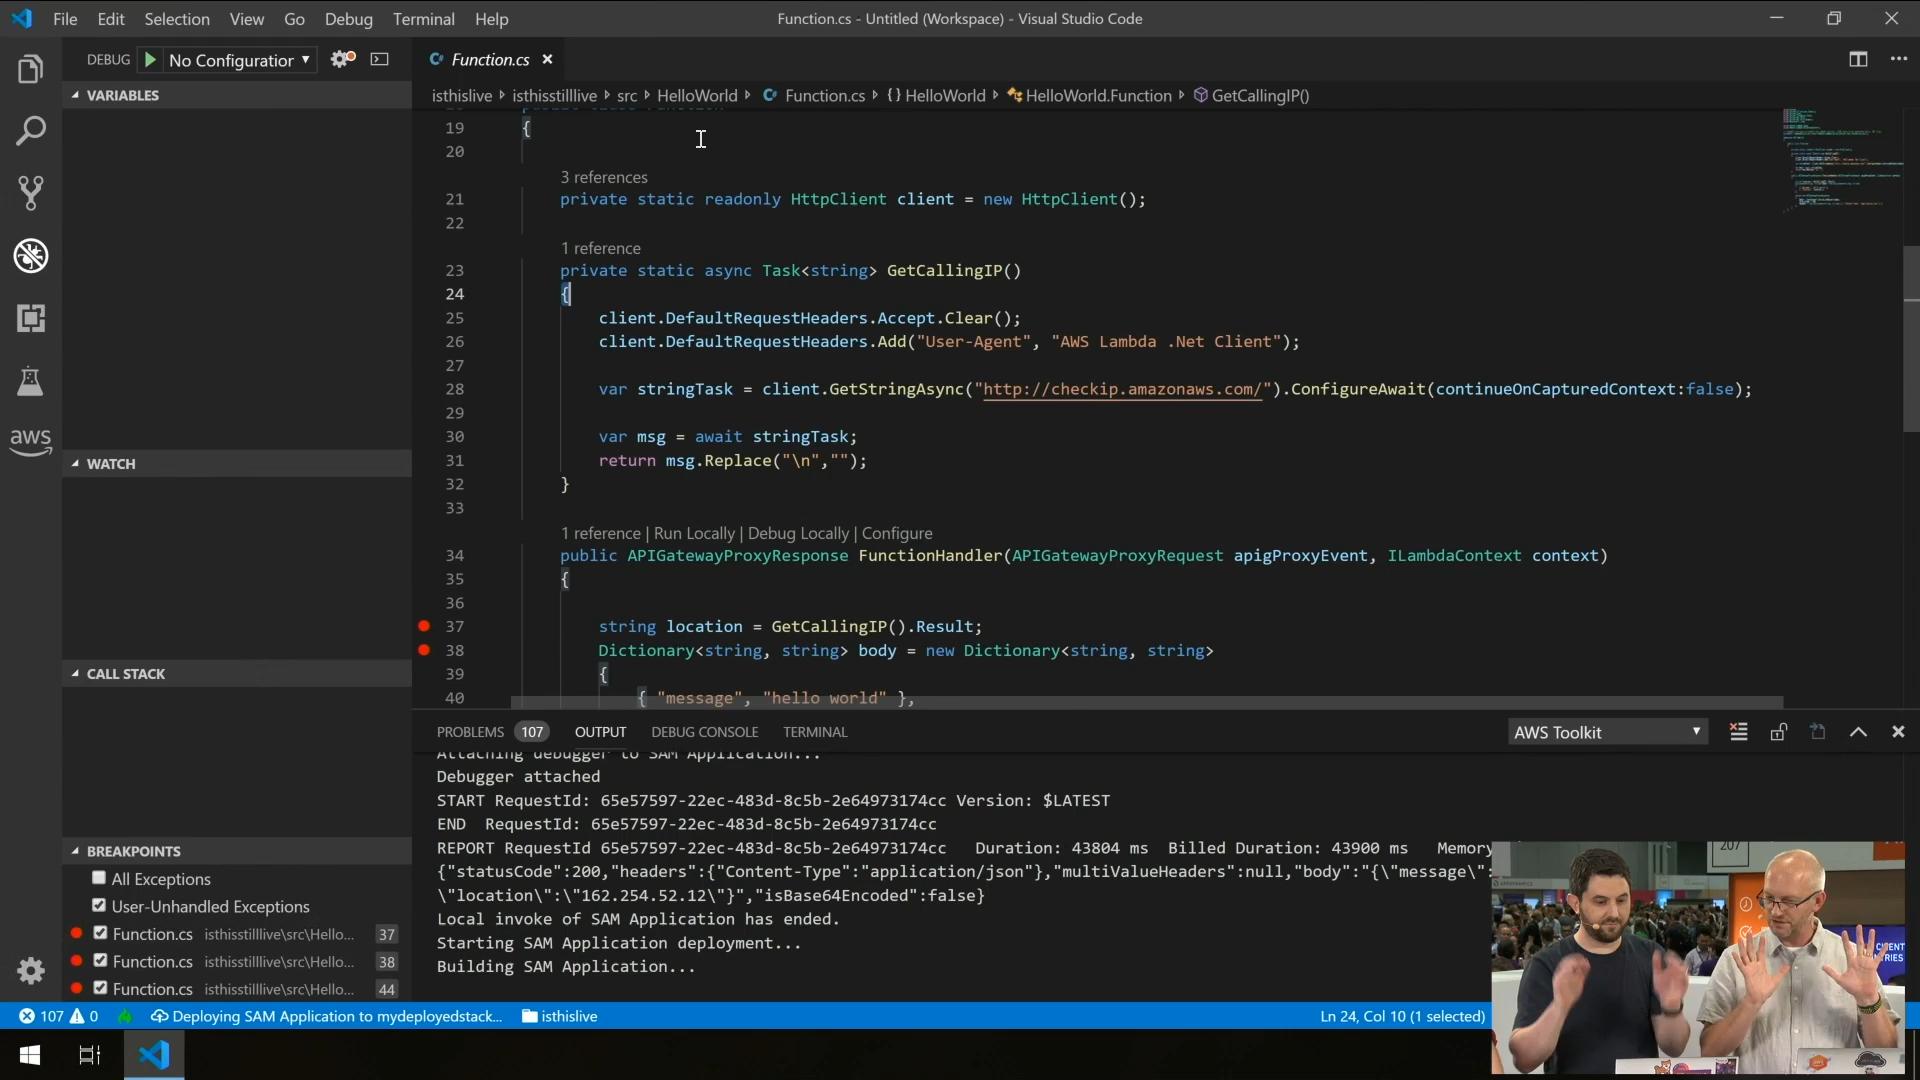 File Edit Selection View Go Debug Terminal Help
Function.cs - Untitled (Workspace) - Visual Studio Code
DEBUG No Configuration
Function.cs
VARIABLES
isthislive isthisstilllive src HelloWorld Function.cs {} HelloWorld HelloWorld.Function GetCallingIP()
19 {
20
3 references
21 private static readonly HttpClient client = new HttpClient();
22
1 reference
23 private static async Task<string> GetCallingIP()
24 {
25 client.DefaultRequestHeaders.Accept.Clear();
26 client.DefaultRequestHeaders.Add("User-Agent", "AWS Lambda .Net Client");
27
28 var stringTask = client.GetStringAsync("http://checkip.amazonaws.com/").ConfigureAwait(continueOnCapturedContext:false);
29
30 var msg = await stringTask;
31 return msg.Replace("\n","");
32 }
33
1 reference | Run Locally | Debug Locally | Configure
34 public APIGatewayProxyResponse FunctionHandler(APIGatewayProxyRequest apigProxyEvent, ILambdaContext context)
35 {
36
37 string location = GetCallingIP().Result;
38 Dictionary<string, string> body = new Dictionary<string, string>
39 {
40 { "message", "hello world" },
aws
WATCH
CALL STACK
BREAKPOINTS
All Exceptions
User-Unhandled Exceptions
Function.cs isthisstilllive\src\Hello... 37
Function.cs isthisstilllive\src\Hello... 38
Function.cs isthisstilllive\src\Hello... 44
PROBLEMS 107 OUTPUT DEBUG CONSOLE TERMINAL
AWS Toolkit
Attaching debugger to SAM Application...
Debugger attached
START RequestId: 65e57597-22ec-483d-8c5b-2e64973174cc Version: $LATEST
END RequestId: 65e57597-22ec-483d-8c5b-2e64973174cc
REPORT RequestId 65e57597-22ec-483d-8c5b-2e64973174cc Duration: 43804 ms Billed Duration: 43900 ms Memory
{"statusCode":200,"headers":{"Content-Type":"application/json"},"multiValueHeaders":null,"body":"{\"message\":
\"location\":\"162.254.52.12\"}","isBase64Encoded":false}
Local invoke of SAM Application has ended.
Starting SAM Application deployment...
Building SAM Application...
207
107 0 Deploying SAM Application to mydeployedstack... isthislive
Ln 24, Col 10 (1 selected)